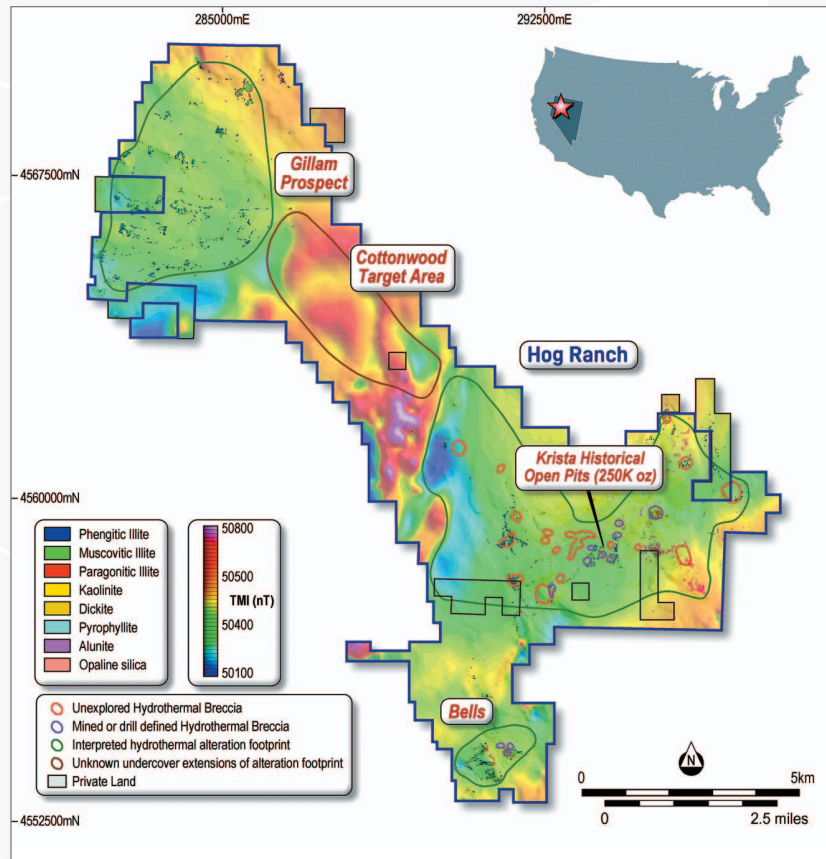 285000mE
292500mE
4567500mN
Gillam
Prospect
Cottonwood
Target Area
Hog Ranch
Krista Historical
Open Pits (250K oz)
4560000mN
Phengitic Illite
Muscovitic Illite
Paragonitic Illite
Kaolinite
Dickite
Pyrophyllite
Alunite
Opaline silica
50800
50500
TMI (nT)
50400
50100
Unexplored Hydrothermal Breccia
Mined or drill defined Hydrothermal Breccia
Interpreted hydrothermal alteration footprint
Unknown undercover extensions of alteration footprint
Private Land
Bells
N
0 5km
0 2.5 miles
4552500mN